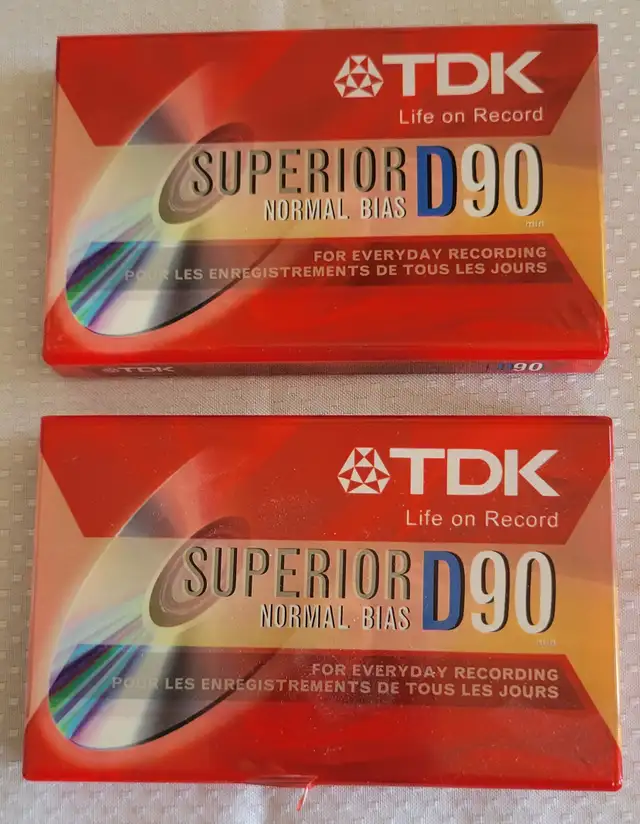 TDK
Life on Record
SUPERIOR D90
NORMAL BIAS
min
FOR EVERYDAY RECORDING
POUR LES ENREGISTREMENTS DE TOUS LES JOURS
TDK D90
TDK
Life on Record
SUPERIOR D90
NORMAL BIAS
min
FOR EVERYDAY RECORDING
POUR LES ENREGISTREMENTS DE TOUS LES JOURS